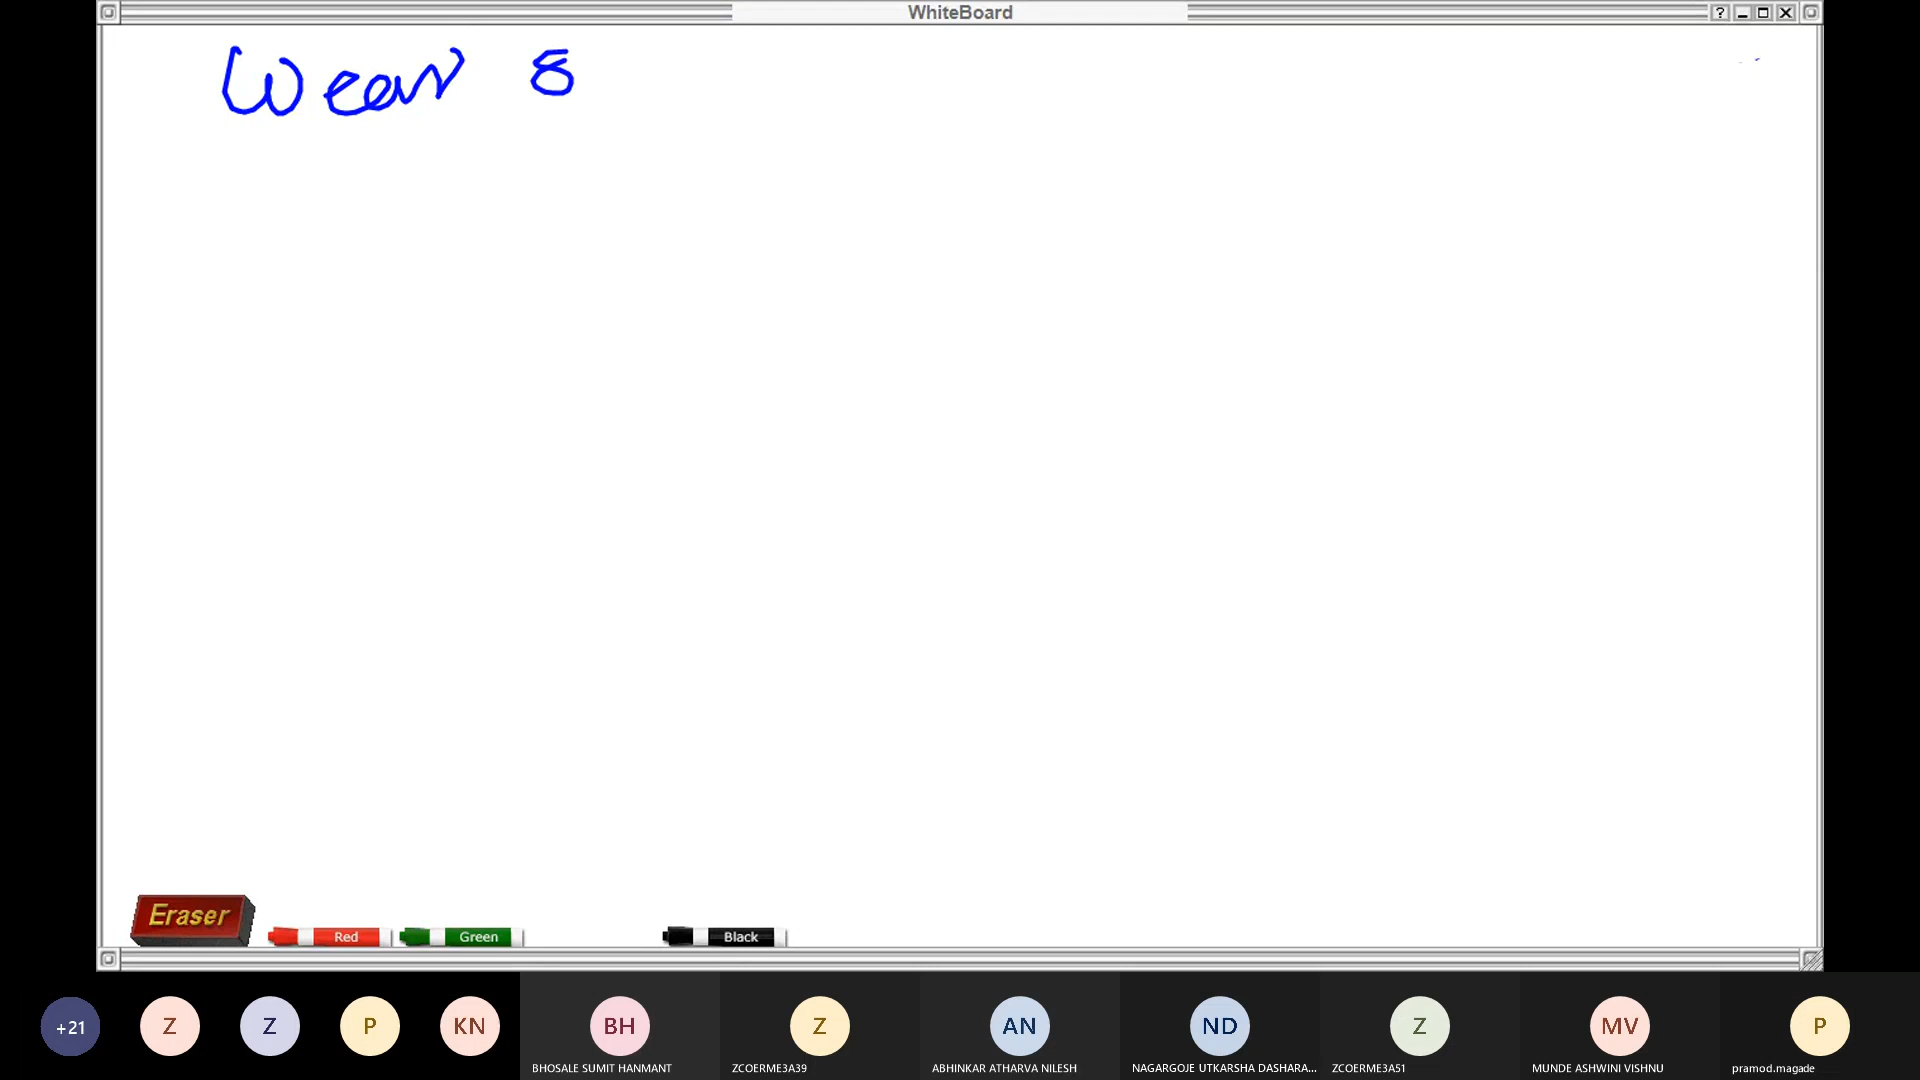 WhiteBoard
?
Wear 8
Eraser
Red
Green
Black
+21
Z
Z
P
KN
BH
Z
AN
ND
Z
MV
P
BHOSALE SUMIT HANMANT
ZCOERME3A39
ABHINKAR ATHARVA NILESH
NAGARGOJE UTKARSHA DASHARA...
ZCOERME3A51
MUNDE ASHWINI VISHNU
pramod.magade